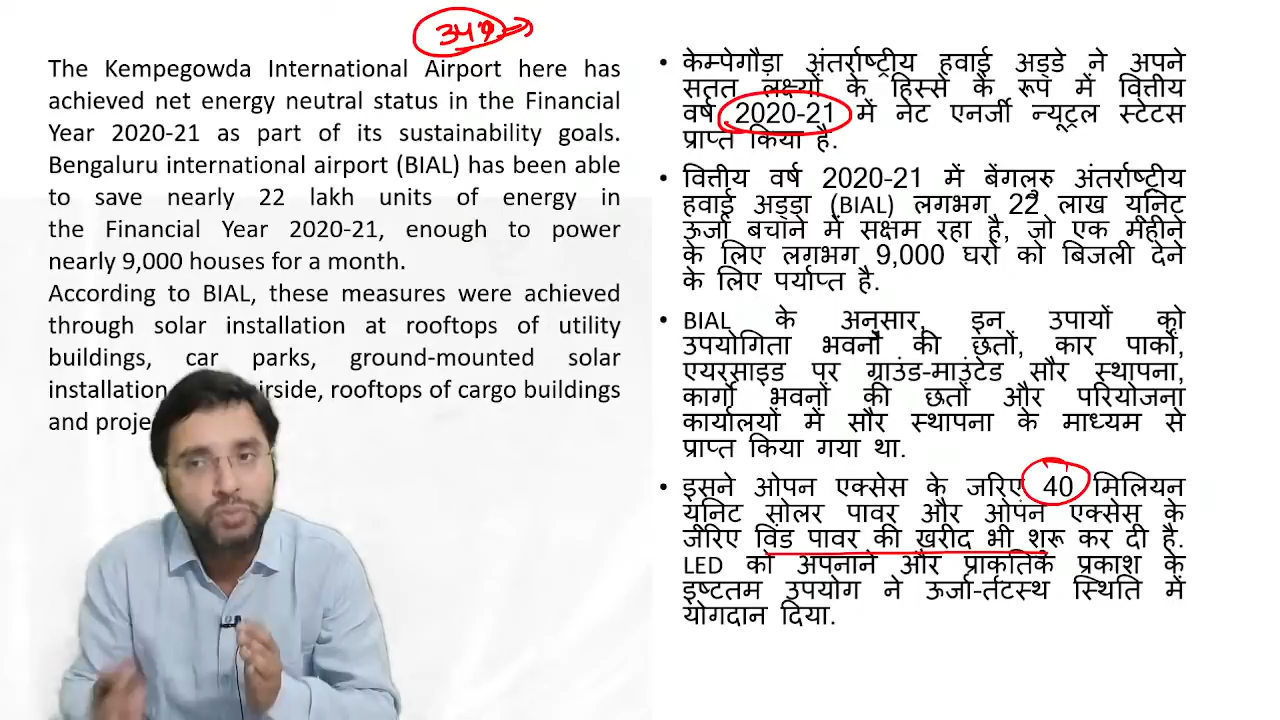 The Kempegowda International Airport here has
achieved net energy neutral status in the Financial
Year 2020-21 as part of its sustainability goals.
Bengaluru international airport (BIAL) has been able
to save nearly 22 lakh units of energy in
the Financial Year 2020-21, enough to power
nearly 9,000 houses for a month.
According to BIAL, these measures were achieved
through solar installation at rooftops of utility
buildings, car parks, ground-mounted solar
installation rooftops of cargo buildings
and
• केम्पेगौड़ा अंतर्राष्ट्रीय हवाई अड्डे ने अपने
सतत लक्ष्यों के हिस्से के रूप में वित्तीय
वर्ष 2020-21 में नेट एनर्जी न्यूट्रल स्टेटस
प्राप्त किया है.
• वित्तीय वर्ष 2020-21 में बेंगलुरु अंतर्राष्ट्रीय
हवाई अड्डा (BIAL) लगभग 22 लाख यूनिट
ऊर्जा बचाने में सक्षम रहा है, जो एक महीने
के लिए लगभग 9,000 घरों को बिजली देने
के लिए पर्याप्त है.
• BIAL के अनुसार, इन उपायों को
उपयोगिता भवनों की छतों, कार पार्कों,
एयरसाइड पर ग्राउंड-माउंटेड सौर स्थापना,
कार्गो भवनों की छतों और परियोजना
कार्यालयों में सौर स्थापना के माध्यम से
प्राप्त किया गया था.
• इसने ओपन एक्सेस के जरिए 40 मिलियन
यूनिट सोलर पावर और ओपन एक्सेस के
जरिए विंड पावर की खरीद भी शुरू कर दी है.
LED को अपनाने और प्राकृतिक प्रकाश के
इष्टतम उपयोग ने ऊर्जा-तटस्थ स्थिति में
योगदान दिया.